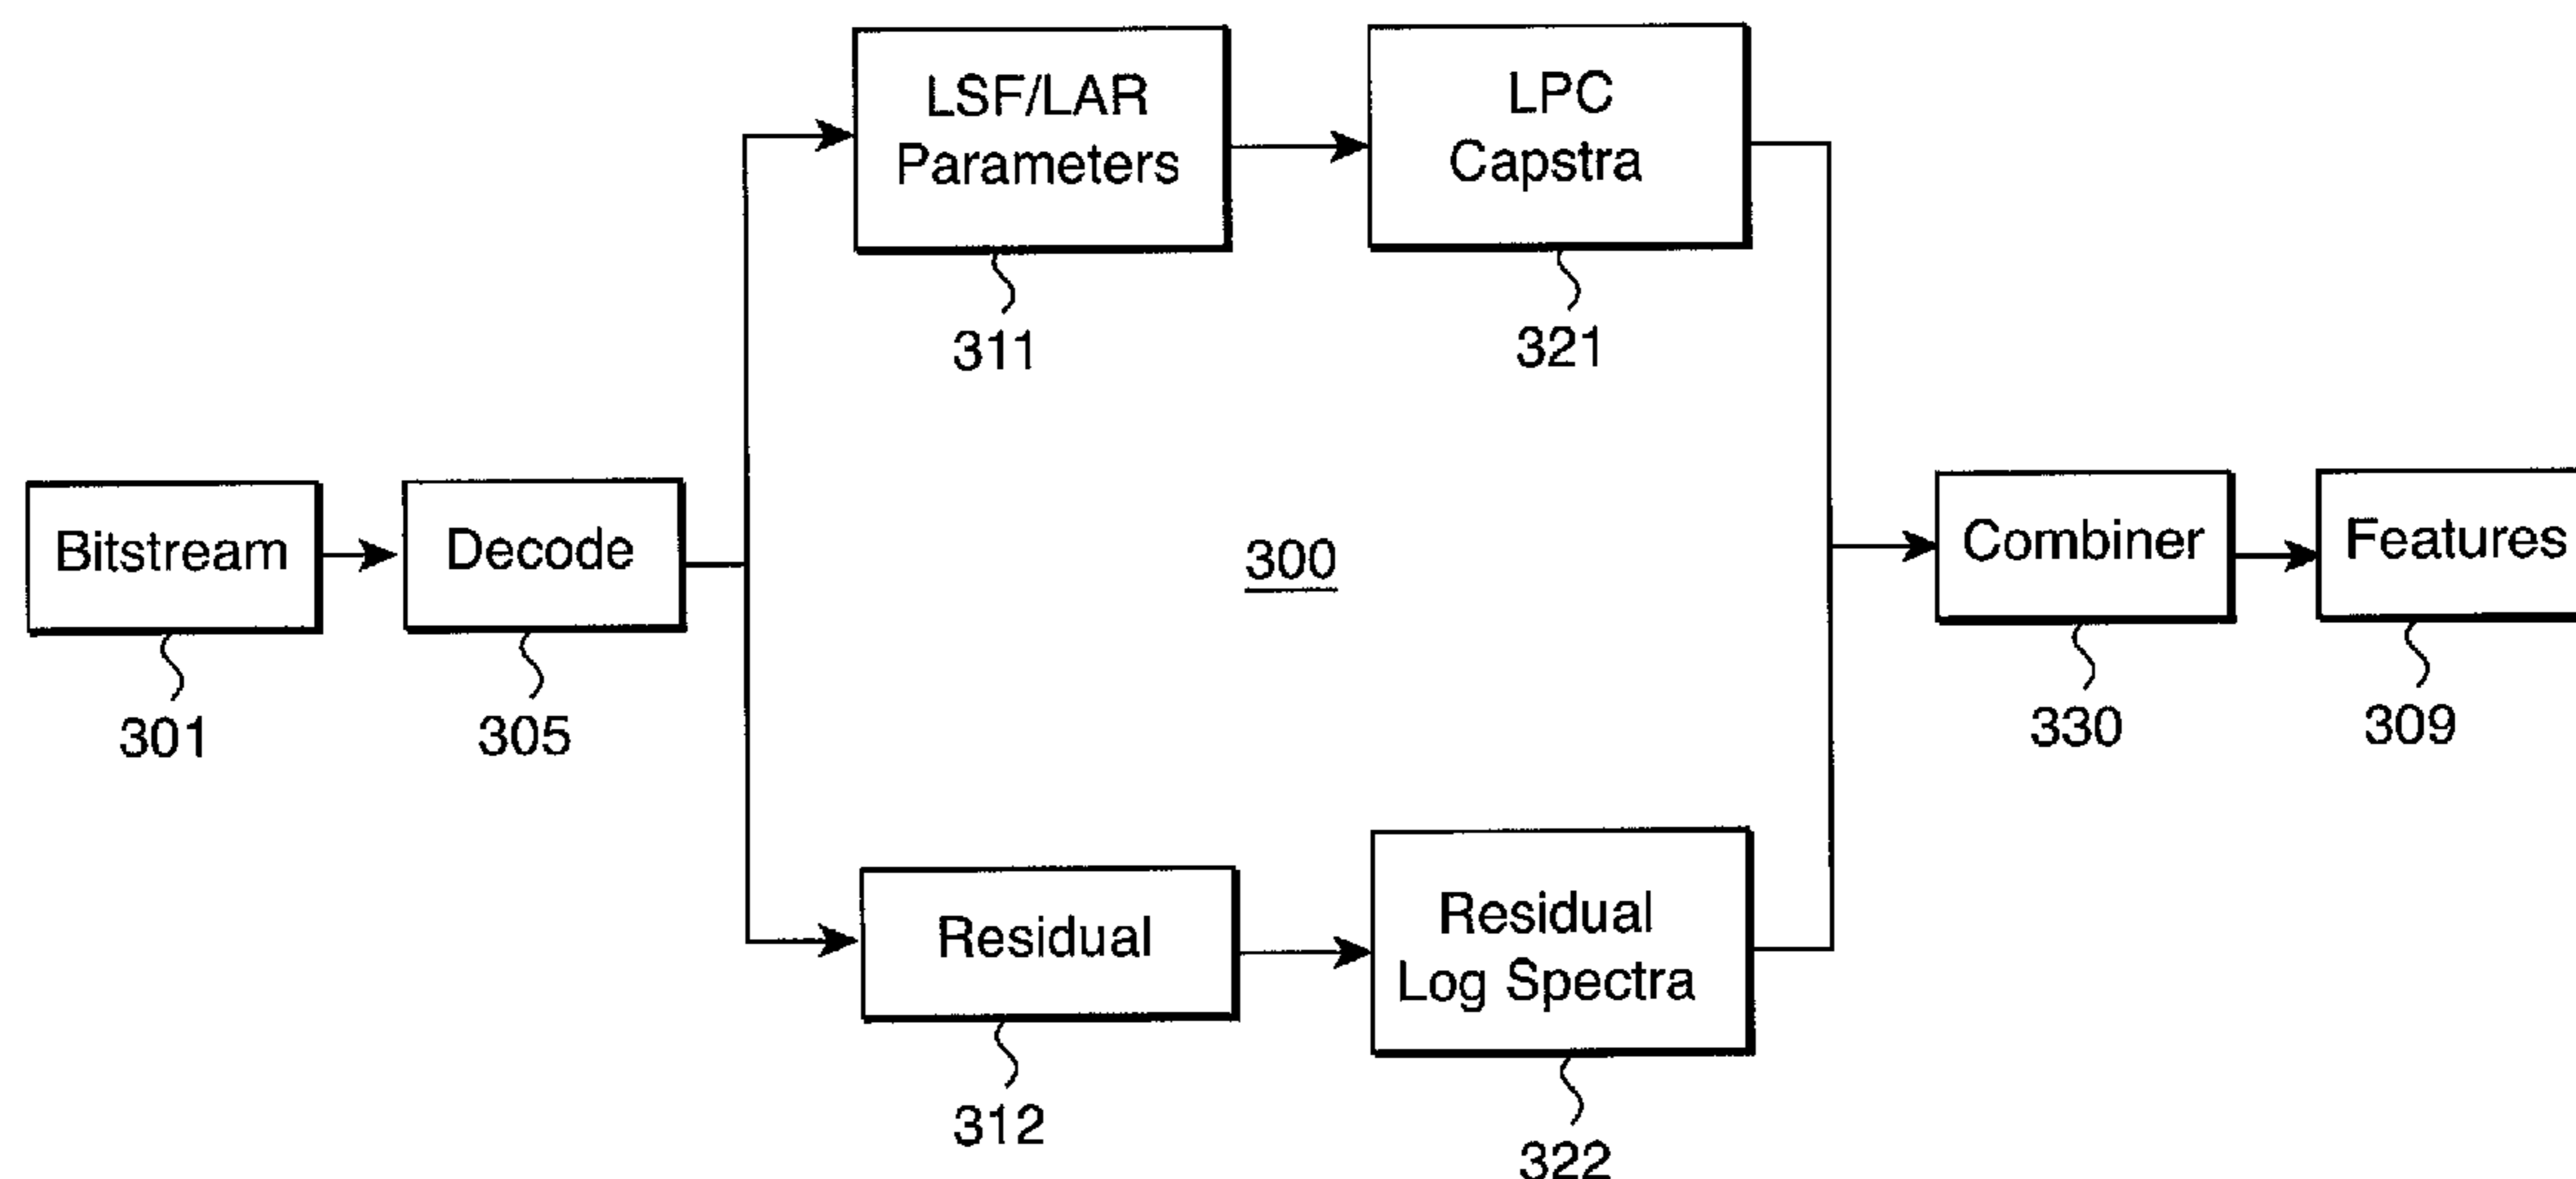 LSF/LAR
Parameters
311
LPC
Capstra
321
Bitstream
301
Decode
305
300
Combiner
330
Features
309
Residual
312
Residual
Log Spectra
322